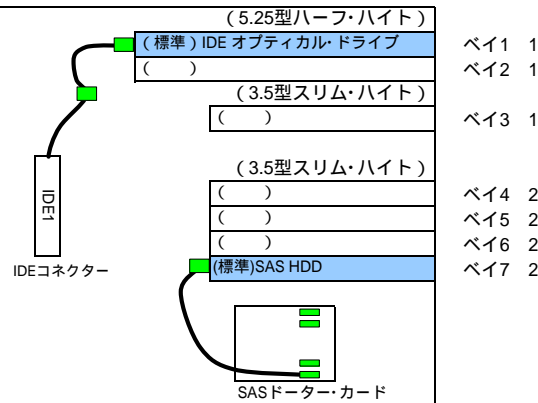 (5.25型ハーフ・ハイト)
(標準) IDE オプティカル・ドライブ ベイ1 1
( ) ベイ2 1
(3.5型スリム・ハイト)
( ) ベイ3 1
(3.5型スリム・ハイト)
( ) ベイ4 2
( ) ベイ5 2
( ) ベイ6 2
(標準)SAS HDD ベイ7 2
IDE1
IDEコネクター
SASドーター・カード